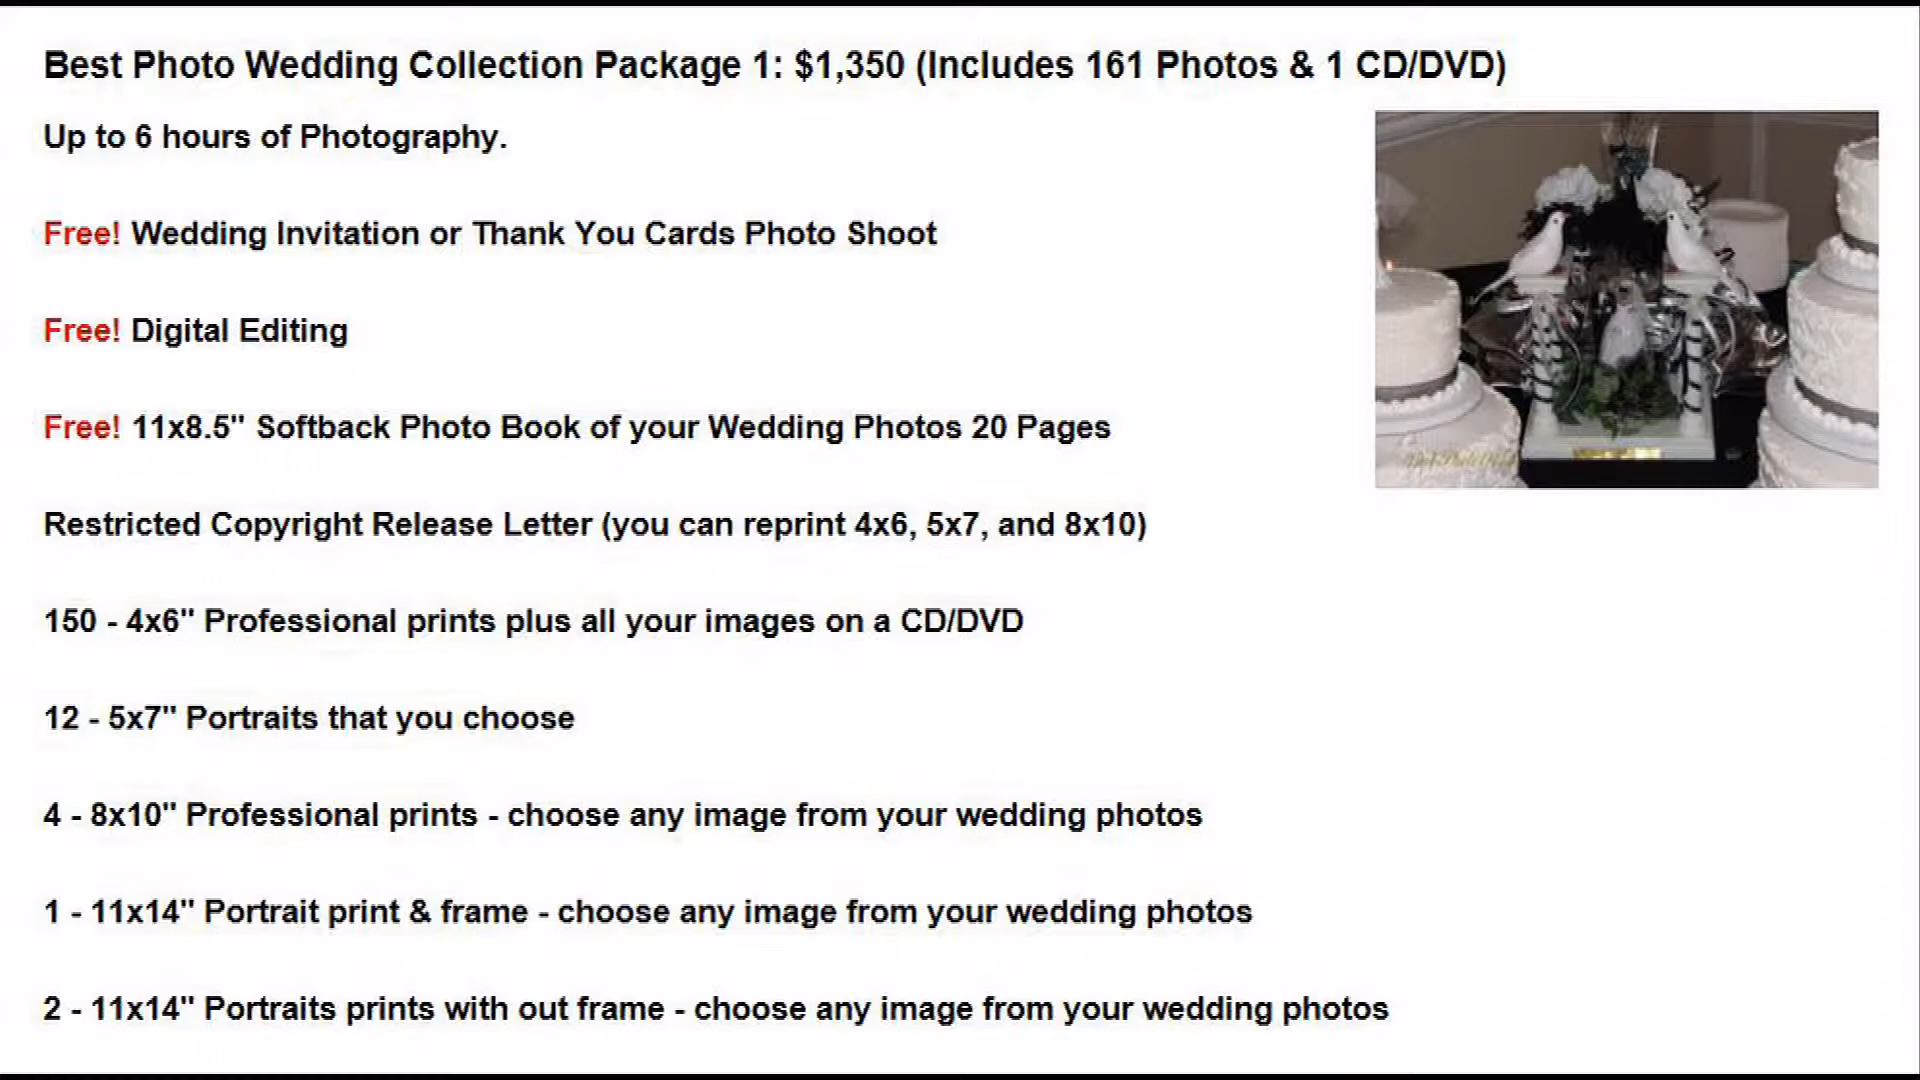 Best Photo Wedding Collection Package 1: $1,350 (Includes 161 Photos & 1 CD/DVD)
Up to 6 hours of Photography.
Free! Wedding Invitation or Thank You Cards Photo Shoot
Free! Digital Editing
Free! 11x8.5" Softback Photo Book of your Wedding Photos 20 Pages
Restricted Copyright Release Letter (you can reprint 4x6, 5x7, and 8x10)
150 - 4x6" Professional prints plus all your images on a CD/DVD
12 - 5x7" Portraits that you choose
4 - 8x10" Professional prints - choose any image from your wedding photos
1 - 11x14" Portrait print & frame - choose any image from your wedding photos
2 - 11x14" Portraits prints with out frame - choose any image from your wedding photos